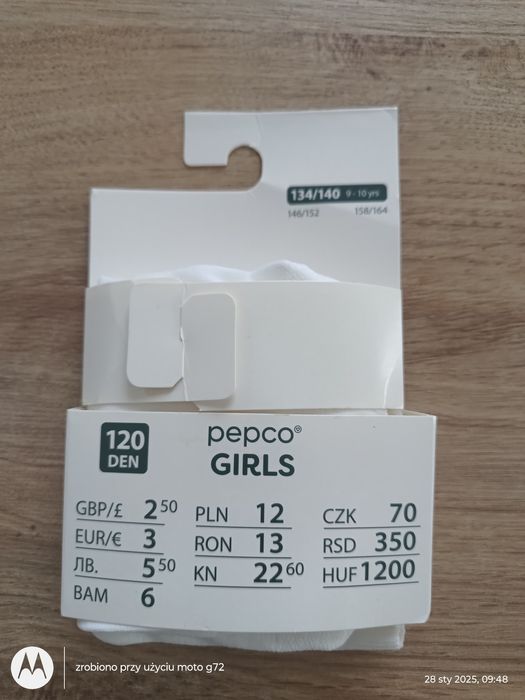 134/140 9 - 10 yrs
146/152 158/164
120 DEN
pepco®
GIRLS
GBP/£ 2 50
EUR/€ 3
ЛВ. 5 50
BAM 6
PLN 12
RON 13
KN 22 60
CZK 70
RSD 350
HUF 1200
zrobiono przy użyciu moto g72
28 sty 2025, 09:48